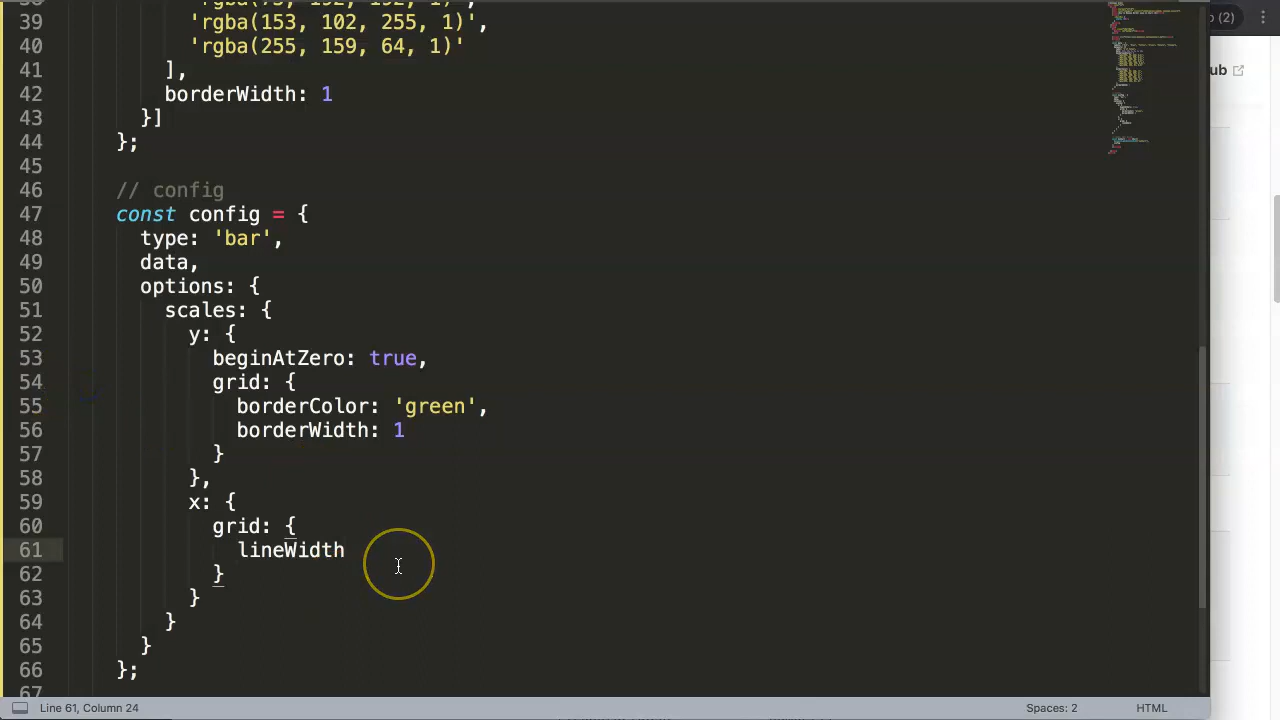 39 'rgba(153, 102, 255, 1)',
40 'rgba(255, 159, 64, 1)'
41 ],
42 borderWidth: 1
43 }]
44 };
45
46 // config
47 const config = {
48 type: 'bar',
49 data,
50 options: {
51 scales: {
52 y: {
53 beginAtZero: true,
54 grid: {
55 borderColor: 'green',
56 borderWidth: 1
57 }
58 },
59 x: {
60 grid: {
61 lineWidth
62 }
63 }
64 }
65 }
66 };
67
(2)
ub
Line 61, Column 24
Spaces: 2
HTML